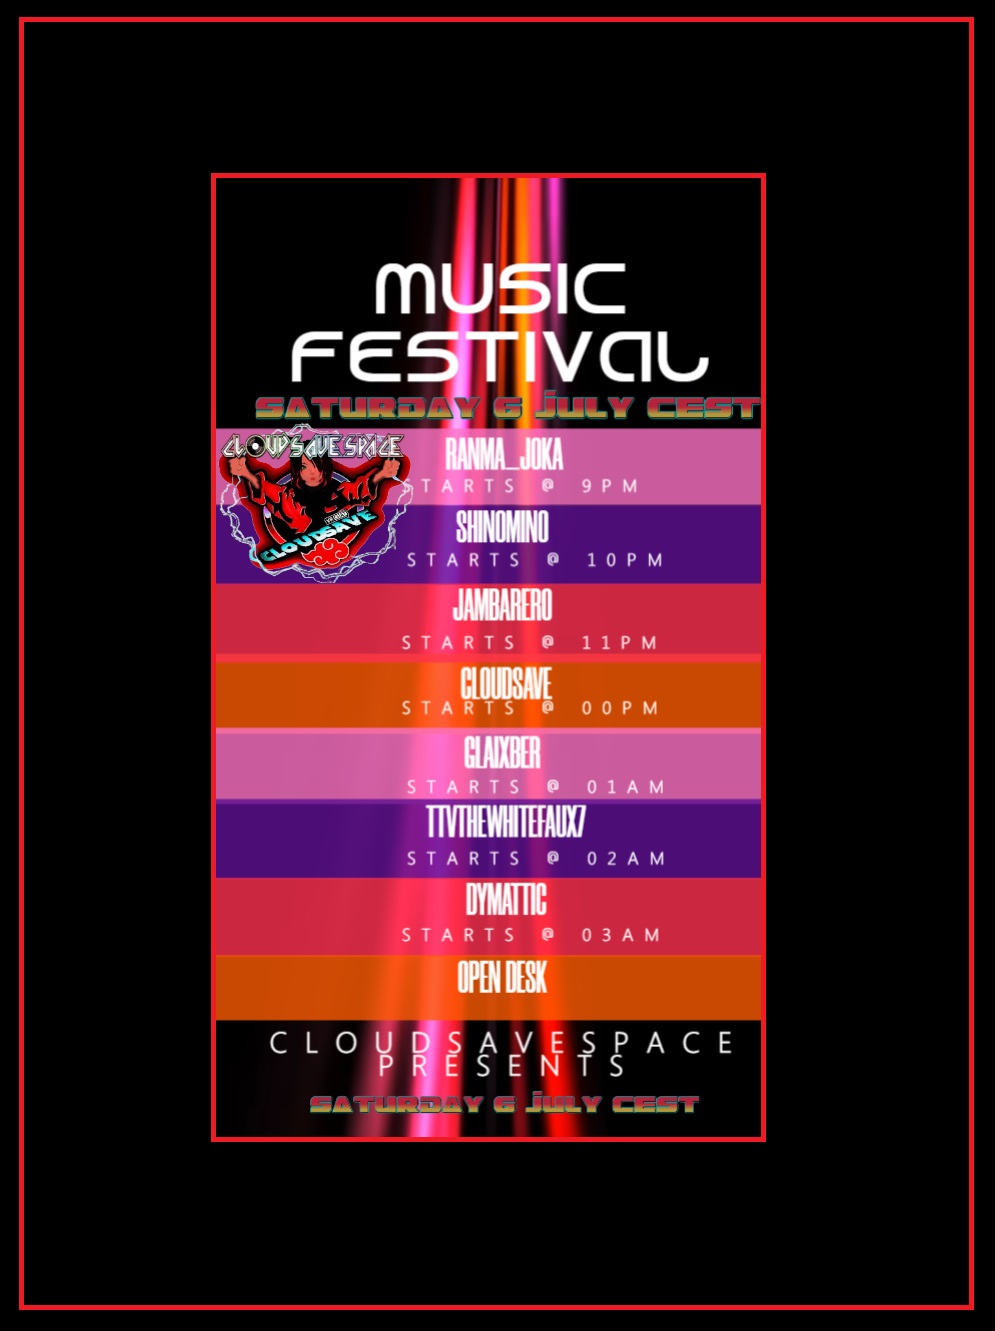 MUSIC
FESTIVAL
SATURDAY 6 JULY CEST
CLOUDSAVE.SPACE
CLOUDSAVE
RANMA_JOKA
STARTS @ 9PM
SHINOMINO
STARTS @ 10PM
JAMBARERO
STARTS @ 11PM
CLOUDSAVE
STARTS @ 00PM
GLAIXBER
STARTS @ 01AM
TTVTHEWHITEFAUX7
STARTS @ 02AM
DYMATTIC
STARTS @ 03AM
OPEN DESK
CLOUDSAVESPACE
PRESENTS
SATURDAY 6 JULY CEST